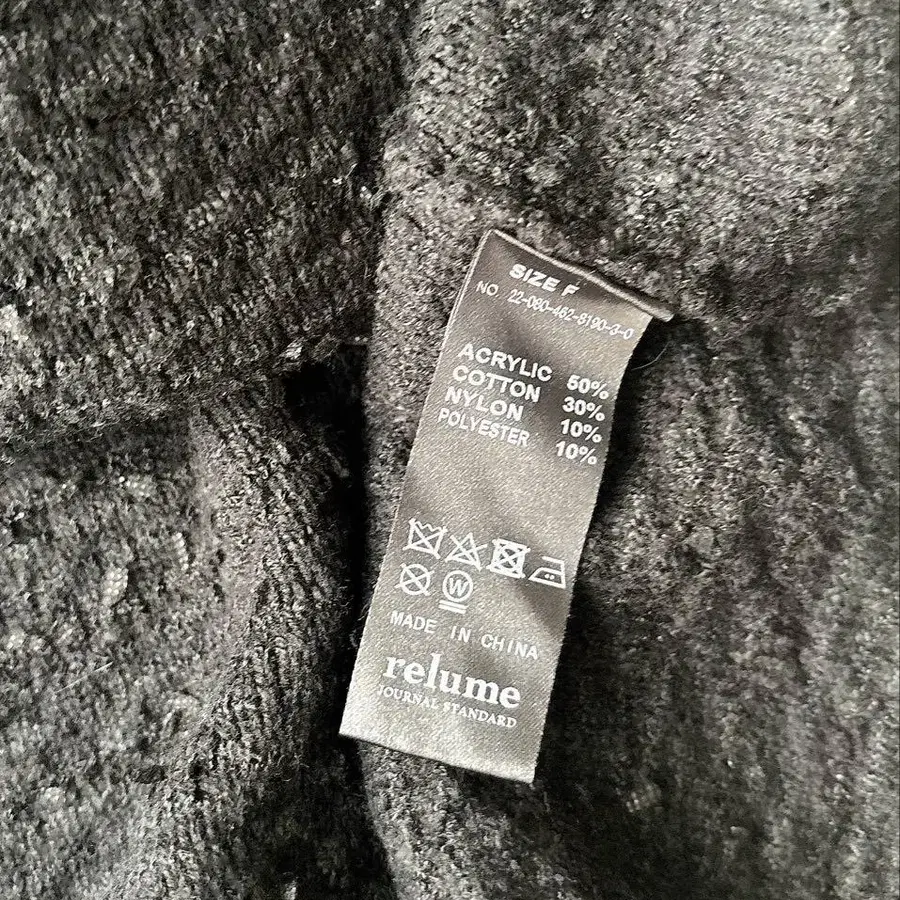 SIZE F
NO 22-080-462-8190-3-0
ACRYLIC 50%
COTTON 30%
NYLON 10%
POLYESTER 10%
W
MADE IN CHINA
relume
JOURNAL STANDARD